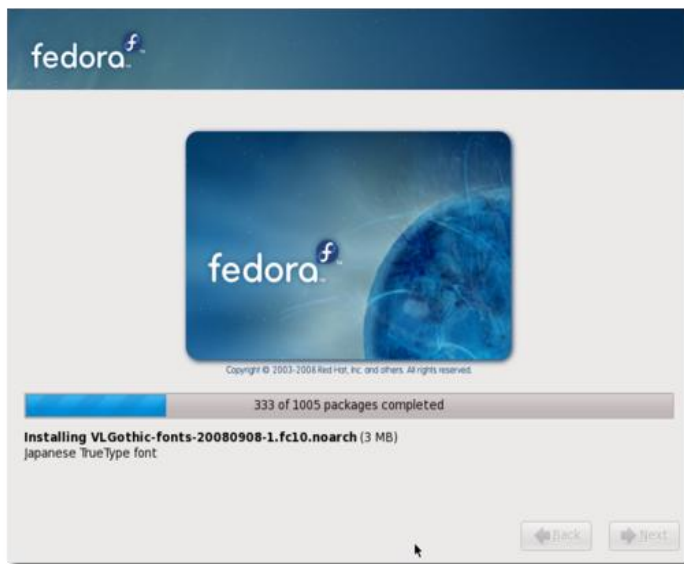 fedora
fedora
Copyright © 2003-2008 Red Hat, Inc. and others. All rights reserved.
333 of 1005 packages completed
Installing VLGothic-fonts-20080908-1.fc10.noarch (3 MB)
Japanese TrueType font
Back
Next